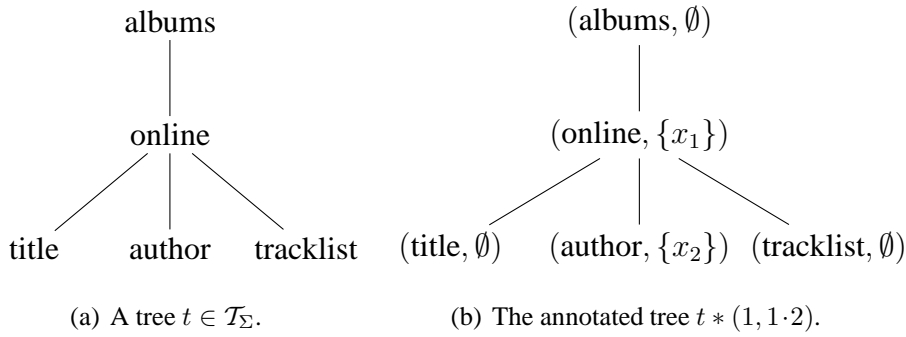 albums (albums, ∅)
online (online, {x₁})
title author tracklist (title, ∅) (author, {x₂}) (tracklist, ∅)
(a) A tree t ∈ 𝒯_Σ. (b) The annotated tree t ∗ (1, 1·2).